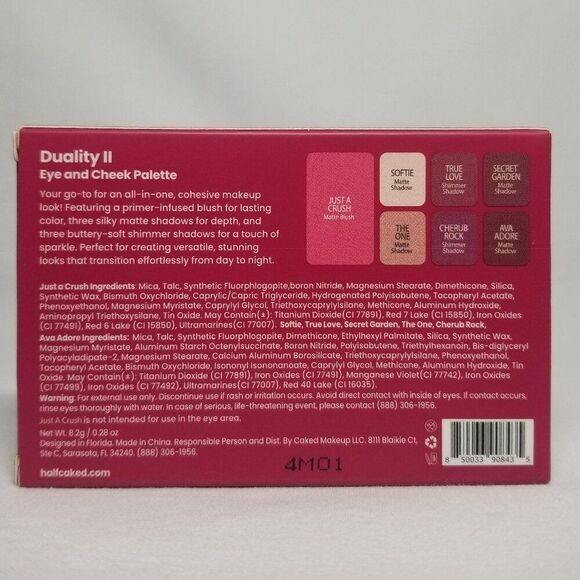 Duality II
Eye and Cheek Palette
Your go-to for an all-in-one, cohesive makeup
look! Featuring a primer-infused blush for lasting
color, three silky matte shadows for depth, and
three buttery-soft shimmer shadows for a touch of
sparkle. Perfect for creating versatile, stunning
looks that transition effortlessly from day to night.
JUST A
CRUSH
Matte Blush
SOFTIE
Matte
Shadow
TRUE
LOVE
Shimmer
Shadow
SECRET
GARDEN
Matte
Shadow
THE
ONE
Matte
Shadow
CHERUB
ROCK
Shimmer
Shadow
AVA
ADORE
Matte
Shadow
Just a Crush Ingredients: Mica, Talc, Synthetic Fluorphlogopite,boron Nitride, Magnesium Stearate, Dimethicone, Silica,
Synthetic Wax, Bismuth Oxychloride, Caprylic/Capric Triglyceride, Hydrogenated Polyisobutene, Tocopheryl Acetate,
Phenoxyethanol, Magnesium Myristate, Caprylyl Glycol, Triethoxycaprylylsilane, Methicone, Aluminum Hydroxide,
Aminopropyl Triethoxysilane, Tin Oxide. May Contain(±): Titanium Dioxide(CI 77891), Red 7 Lake (CI 15850), Iron Oxides
(CI 77491), Red 6 Lake (CI 15850), Ultramarines(CI 77007). Softie, True Love, Secret Garden, The One, Cherub Rock,
Ava Adore Ingredients: Mica, Talc, Synthetic Fluorphlogopite, Dimethicone, Ethylhexyl Palmitate, Silica, Synthetic Wax,
Magnesium Myristate, Aluminum Starch Octenylsuccinate, Boron Nitride, Polyisobutene, Triethylhexanoin, Bis-diglyceryl
Polyacyladipate-2, Magnesium Stearate, Calcium Aluminum Borosilicate, Triethoxycaprylylsilane, Phenoxyethanol,
Tocopheryl Acetate, Bismuth Oxychloride, Isononyl Isononanoate, Caprylyl Glycol, Methicone, Aluminum Hydroxide, Tin
Oxide. May Contain(±): Titanium Dioxide (CI 77891), Iron Oxides (CI 77491), Manganese Violet(CI 77742), Iron Oxides
(CI 77499), Iron Oxides (CI 77492), Ultramarines(CI 77007), Red 40 Lake (CI 16035).
Warning: For external use only. Discontinue use if rash or irritation occurs. Avoid direct contact with inside of eyes. If contact occurs,
rinse eyes thoroughly with water. In case of serious, life-threatening event, please contact (888) 306-1956.
Just A Crush is not intended for use in the eye area.
Net Wt. 8.2g / 0.28 oz
Designed in Florida. Made in China. Responsible Person and Dist. By Caked Makeup LLC. 8111 Blaikie Ct,
Ste C, Sarasota, FL 34240. (888) 306-1956.
halfcaked.com
4M01
8 50033 90843 5